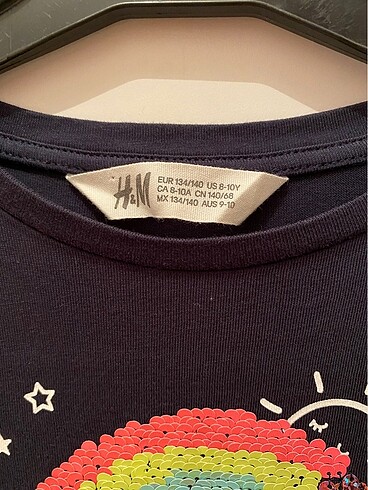 H&M
EUR 134/140 US 8-10Y
CA 8-10A CN 140/68
MX 134/140 AUS 9-10